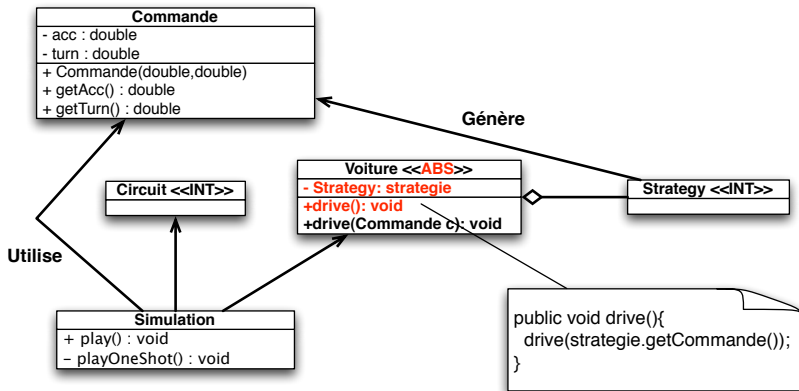 Commande
- acc : double
- turn : double
+ Commande(double,double)
+ getAcc() : double
+ getTurn() : double
Génère
Circuit <<INT>>
Voiture <<ABS>>
- Strategy: strategie
+drive(): void
+drive(Commande c): void
Strategy <<INT>>
Utilise
Simulation
+ play() : void
- playOneShot() : void
public void drive(){
drive(strategie.getCommande());
}